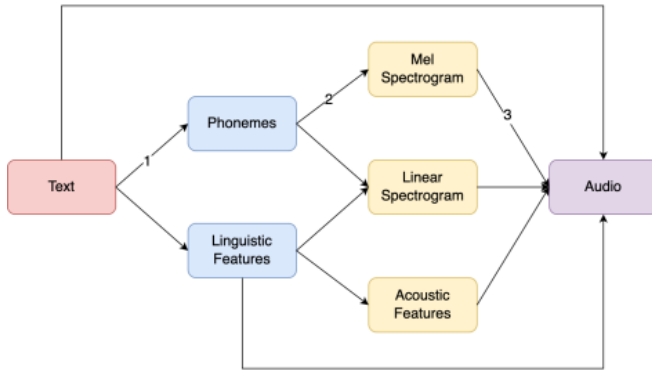 Mel
Spectrogram
2
3
Phonemes
1
Text
Linear
Spectrogram
Audio
Linguistic
Features
Acoustic
Features